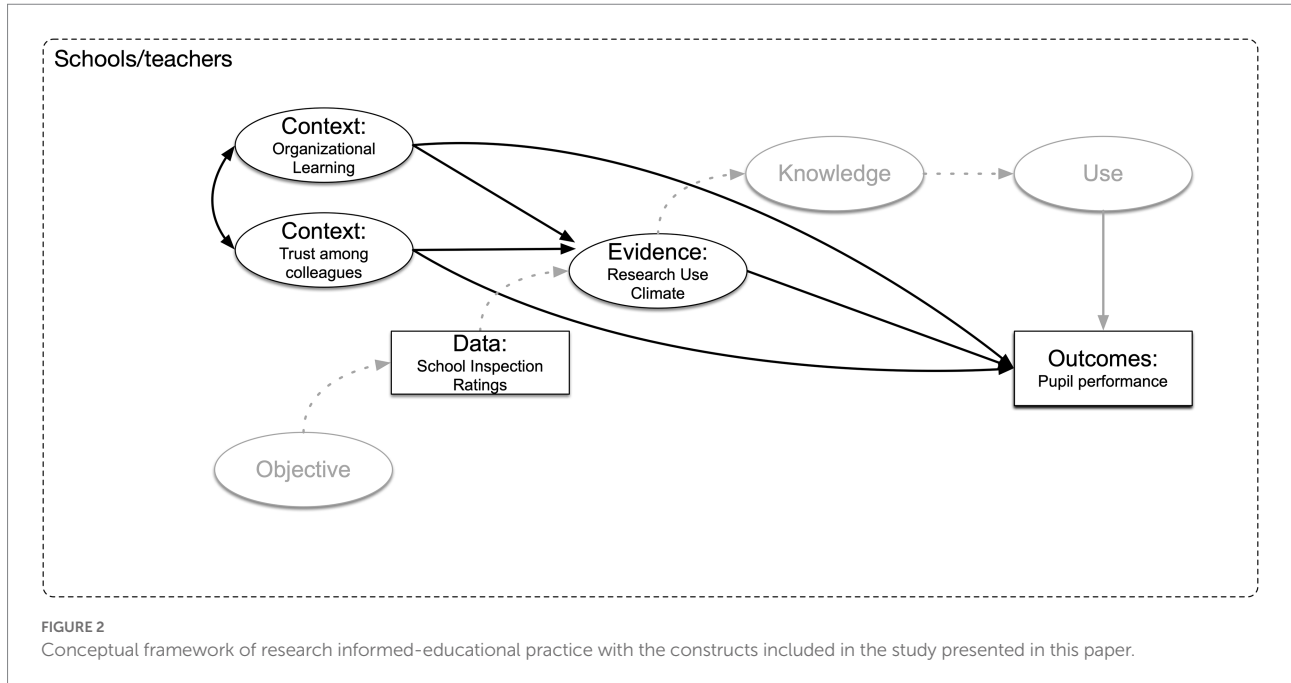 Schools/teachers
Context:
Organizational
Learning
Context:
Trust among
colleagues
Knowledge
Use
Evidence:
Research Use
Climate
Data:
School Inspection
Ratings
Outcomes:
Pupil performance
Objective
FIGURE 2
Conceptual framework of research informed-educational practice with the constructs included in the study presented in this paper.